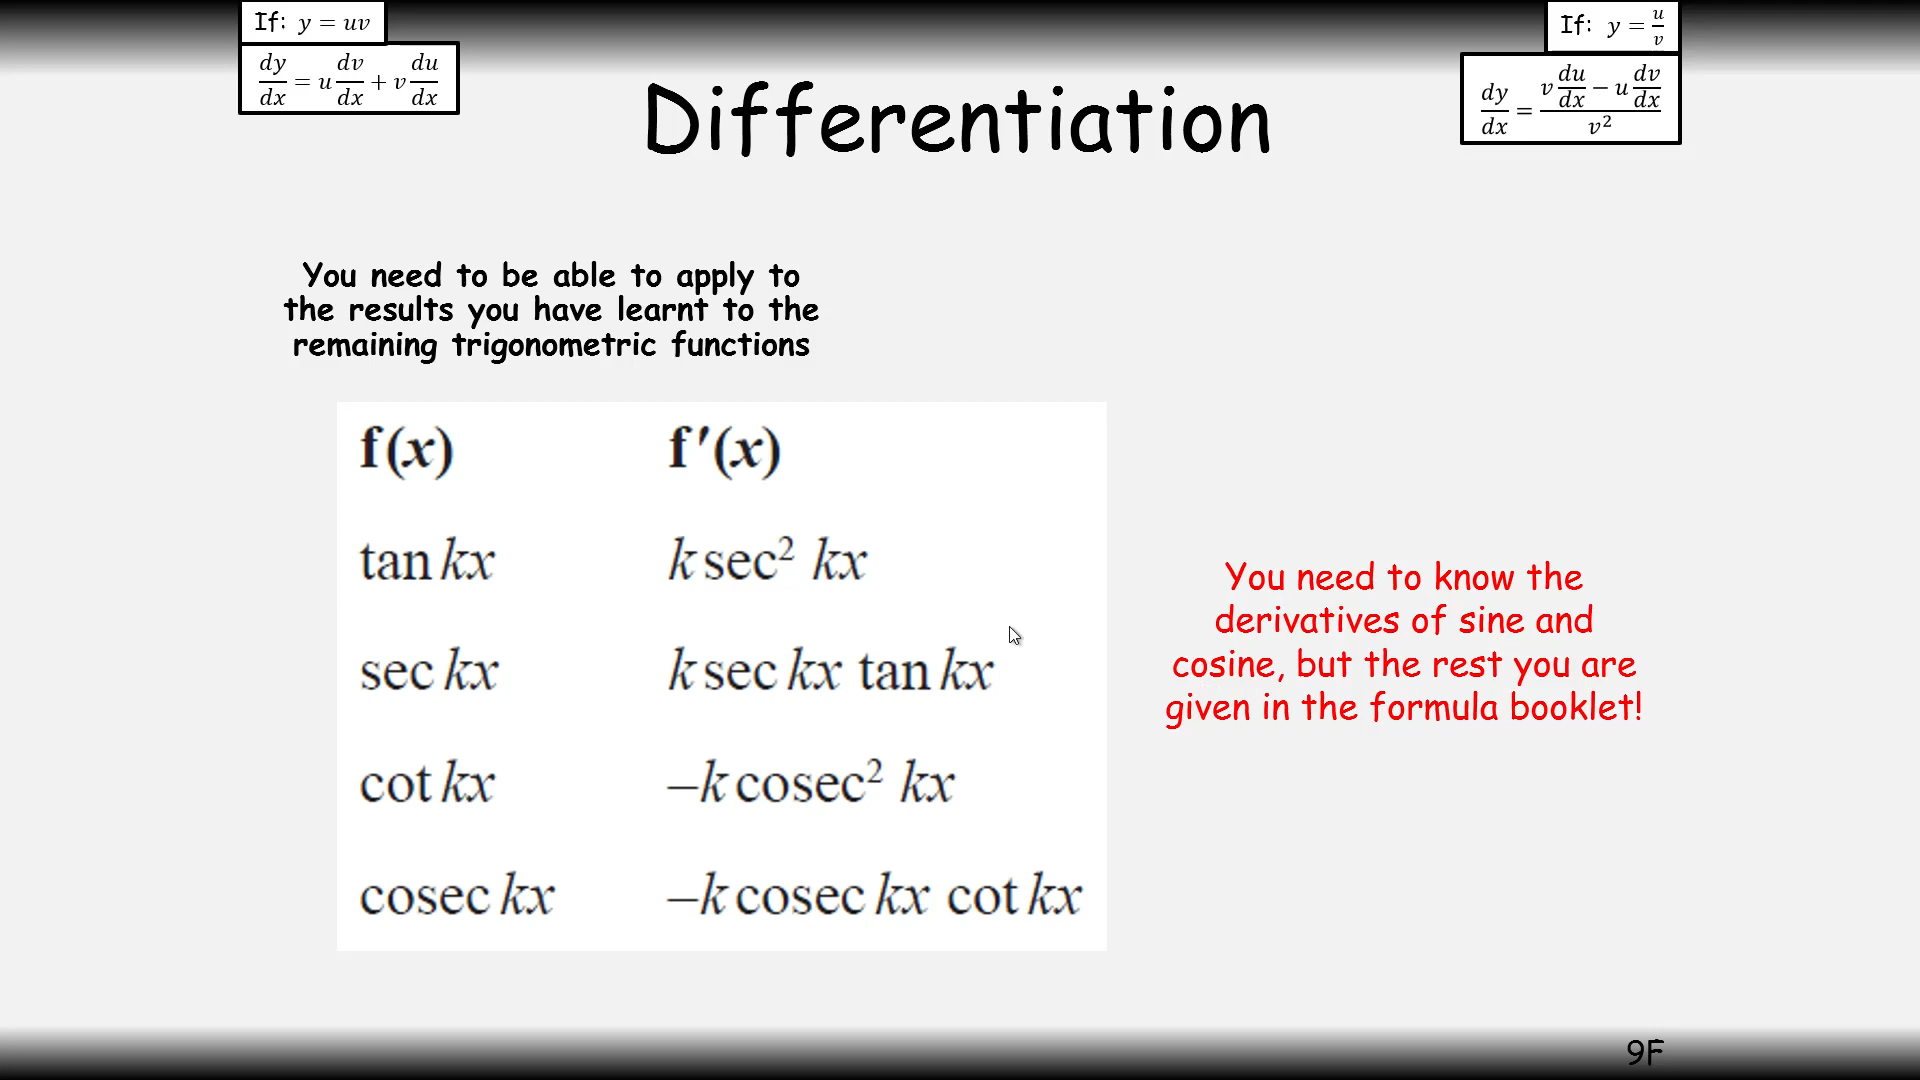 If: y = uv
dy/dx = u dv/dx + v du/dx
If: y = u/v
dy/dx = (v du/dx − u dv/dx)/v²
Differentiation
You need to be able to apply to
the results you have learnt to the
remaining trigonometric functions
f(x) f′(x)
tan kx k sec² kx
sec kx k sec kx tan kx
cot kx –k cosec² kx
cosec kx –k cosec kx cot kx
You need to know the
derivatives of sine and
cosine, but the rest you are
given in the formula booklet!
9F